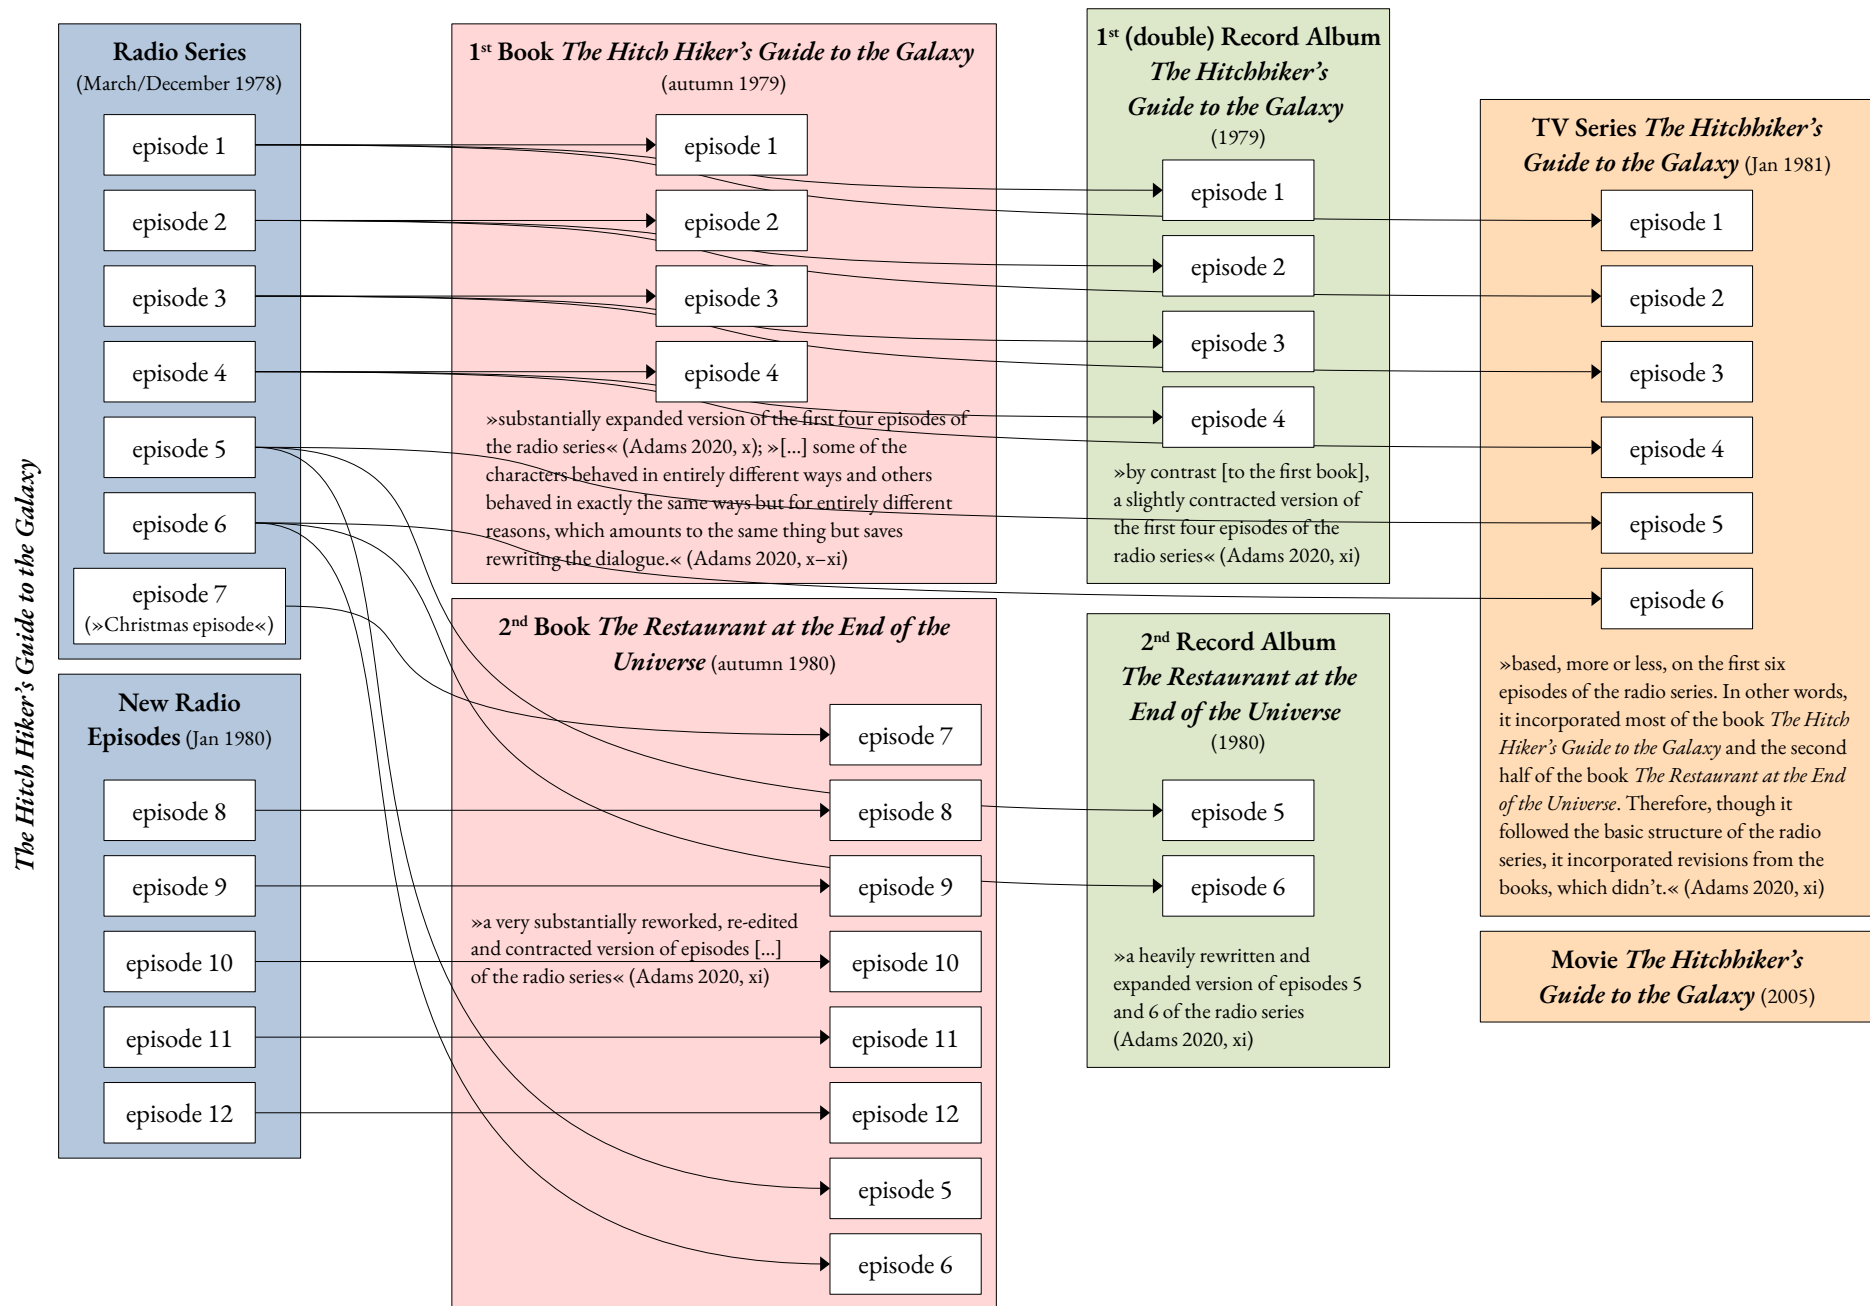 The Hitch Hiker's Guide to the Galaxy
Radio Series
(March/December 1978)
episode 1
episode 2
episode 3
episode 4
episode 5
episode 6
episode 7
(»Christmas episode«)
New Radio
Episodes (Jan 1980)
episode 8
episode 9
episode 10
episode 11
episode 12
1st Book The Hitch Hiker's Guide to the Galaxy
(autumn 1979)
episode 1
episode 2
episode 3
episode 4
»substantially expanded version of the first four episodes of
the radio series« (Adams 2020, x); »[...] some of the
characters behaved in entirely different ways and others
behaved in exactly the same ways but for entirely different
reasons, which amounts to the same thing but saves
rewriting the dialogue.« (Adams 2020, x–xi)
2nd Book The Restaurant at the End of the
Universe (autumn 1980)
episode 7
episode 8
episode 9
»a very substantially reworked, re-edited
and contracted version of episodes [...]
of the radio series« (Adams 2020, xi)
episode 10
episode 11
episode 12
episode 5
episode 6
1st (double) Record Album
The Hitchhiker's
Guide to the Galaxy
(1979)
episode 1
episode 2
episode 3
episode 4
»by contrast [to the first book],
a slightly contracted version of
the first four episodes of the
radio series« (Adams 2020, xi)
2nd Record Album
The Restaurant at the
End of the Universe
(1980)
episode 5
episode 6
»a heavily rewritten and
expanded version of episodes 5
and 6 of the radio series
(Adams 2020, xi)
TV Series The Hitchhiker's
Guide to the Galaxy (Jan 1981)
episode 1
episode 2
episode 3
episode 4
episode 5
episode 6
»based, more or less, on the first six
episodes of the radio series. In other words,
it incorporated most of the book The Hitch
Hiker's Guide to the Galaxy and the second
half of the book The Restaurant at the End
of the Universe. Therefore, though it
followed the basic structure of the radio
series, it incorporated revisions from the
books, which didn't.« (Adams 2020, xi)
Movie The Hitchhiker's
Guide to the Galaxy (2005)